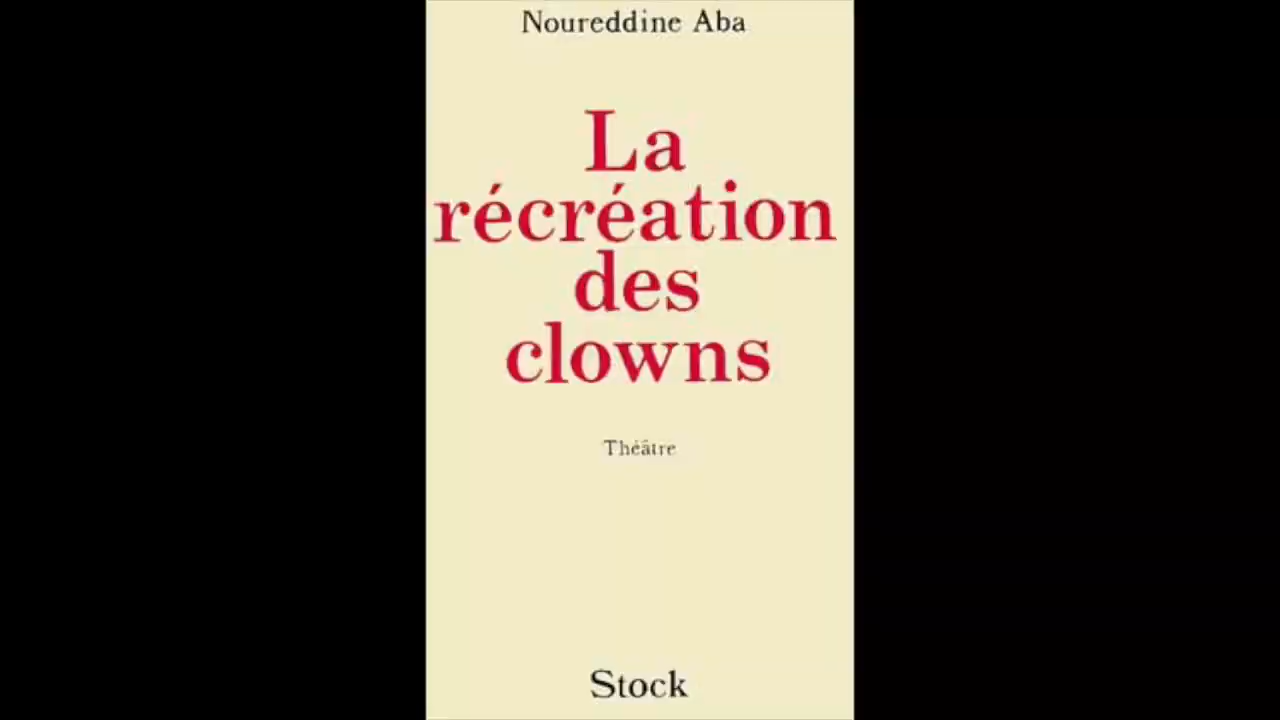 Noureddine Aba
La
récréation
des
clowns
Théâtre
Stock